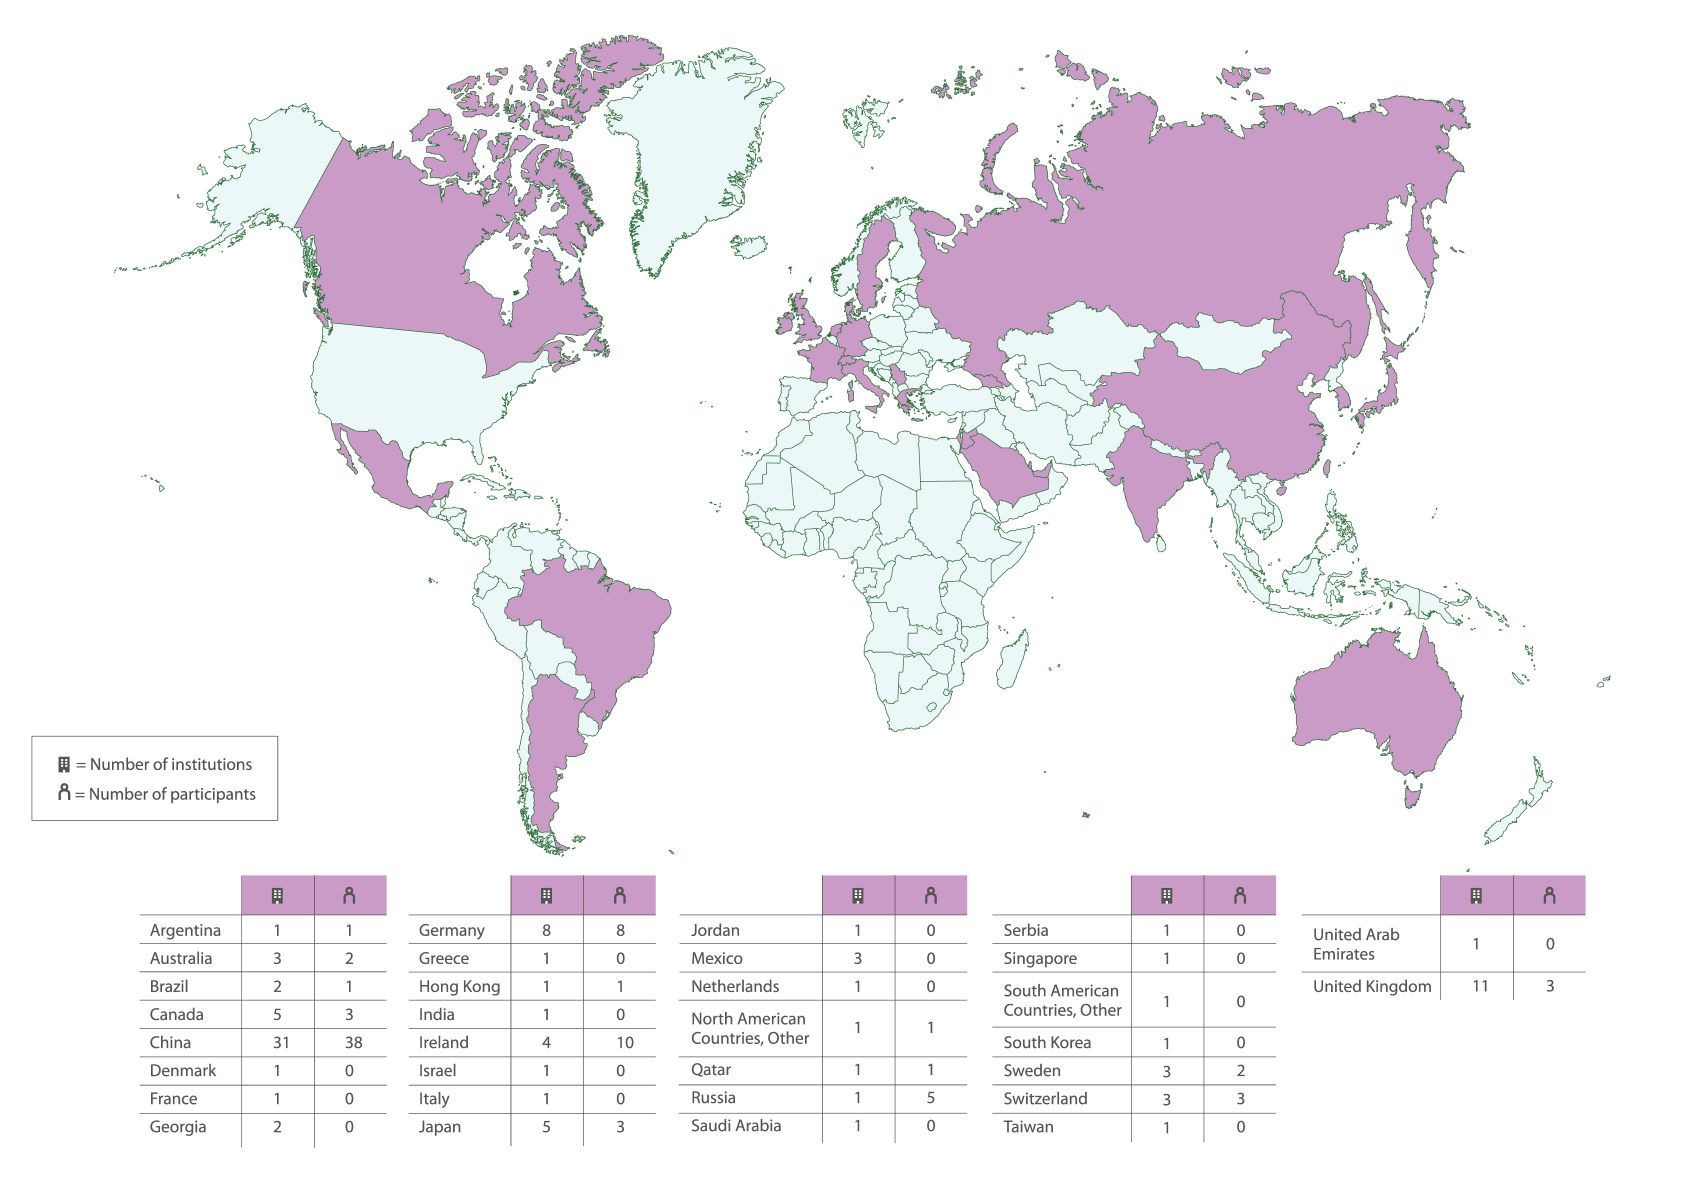 = Number of institutions
= Number of participants
Argentina 1 1
Australia 3 2
Brazil 2 1
Canada 5 3
China 31 38
Denmark 1 0
France 1 0
Georgia 2 0
Germany 8 8
Greece 1 0
Hong Kong 1 1
India 1 0
Ireland 4 10
Israel 1 0
Italy 1 0
Japan 5 3
Jordan 1 0
Mexico 3 0
Netherlands 1 0
North American
Countries, Other 1 1
Qatar 1 1
Russia 1 5
Saudi Arabia 1 0
Serbia 1 0
Singapore 1 0
South American
Countries, Other 1 0
South Korea 1 0
Sweden 3 2
Switzerland 3 3
Taiwan 1 0
United Arab
Emirates 1 0
United Kingdom 11 3